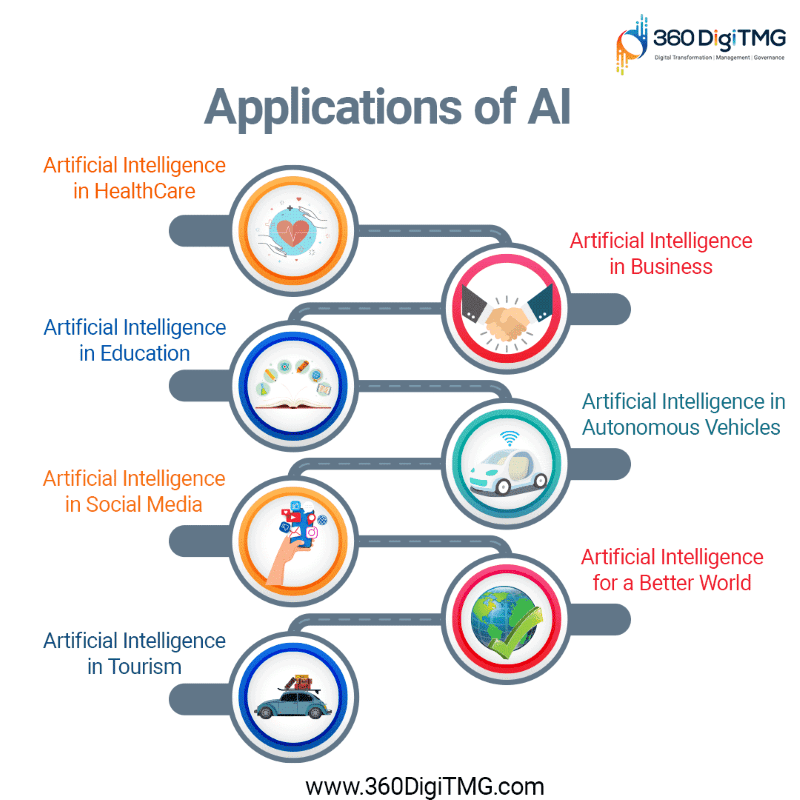 360 DigiTMG
Digital Transformation | Management | Governance
Applications of AI
Artificial Intelligence
in HealthCare
Artificial Intelligence
in Business
Artificial Intelligence
in Education
Artificial Intelligence in
Autonomous Vehicles
Artificial Intelligence
in Social Media
Artificial Intelligence
for a Better World
Artificial Intelligence
in Tourism
www.360DigiTMG.com